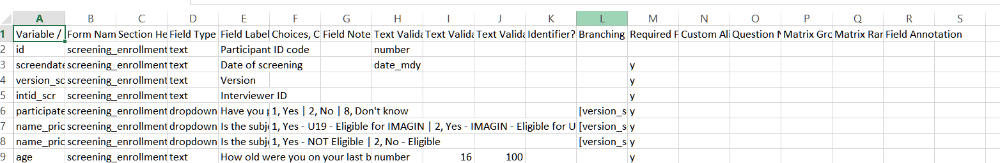 A B C D E F G H I J K L M N O P Q R S
1 Variable / Form Nam Section He Field Type Field Label Choices, C Field Note Text Valida Text Valida Text Valida Identifier? Branching Required F Custom Ali Question N Matrix Gro Matrix Ran Field Annotation
2 id screening_enrollment text Participant ID code number
3 screendate screening_enrollment text Date of screening date_mdy y
4 version_sc screening_enrollment text Version y
5 intid_scr screening_enrollment text Interviewer ID y
6 participate screening_enrollment dropdown Have you p 1, Yes | 2, No | 8, Don't know [version_s y
7 name_pric screening_enrollment dropdown Is the subje 1, Yes - U19 - Eligible for IMAGIN | 2, Yes - IMAGIN - Eligible for U [version_s y
8 name_pric screening_enrollment dropdown Is the subje 1, Yes - NOT Eligible | 2, No - Eligible [version_s y
9 age screening_enrollment text How old were you on your last b number 16 100 y